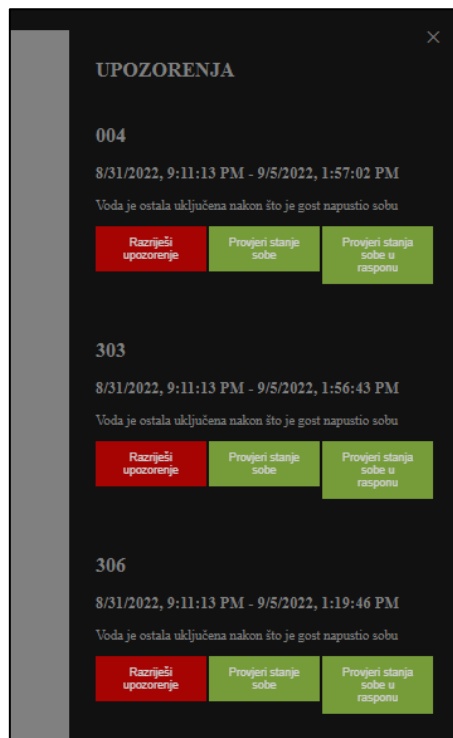 UPOZORENJA
004
8/31/2022, 9:11:13 PM - 9/5/2022, 1:57:02 PM
Voda je ostala uključena nakon što je gost napustio sobu
Razriješi
upozorenje
Provjeri stanje
sobe
Provjeri stanja
sobe u
rasponu
303
8/31/2022, 9:11:13 PM - 9/5/2022, 1:56:43 PM
Voda je ostala uključena nakon što je gost napustio sobu
Razriješi
upozorenje
Provjeri stanje
sobe
Provjeri stanja
sobe u
rasponu
306
8/31/2022, 9:11:13 PM - 9/5/2022, 1:19:46 PM
Voda je ostala uključena nakon što je gost napustio sobu
Razriješi
upozorenje
Provjeri stanje
sobe
Provjeri stanja
sobe u
rasponu